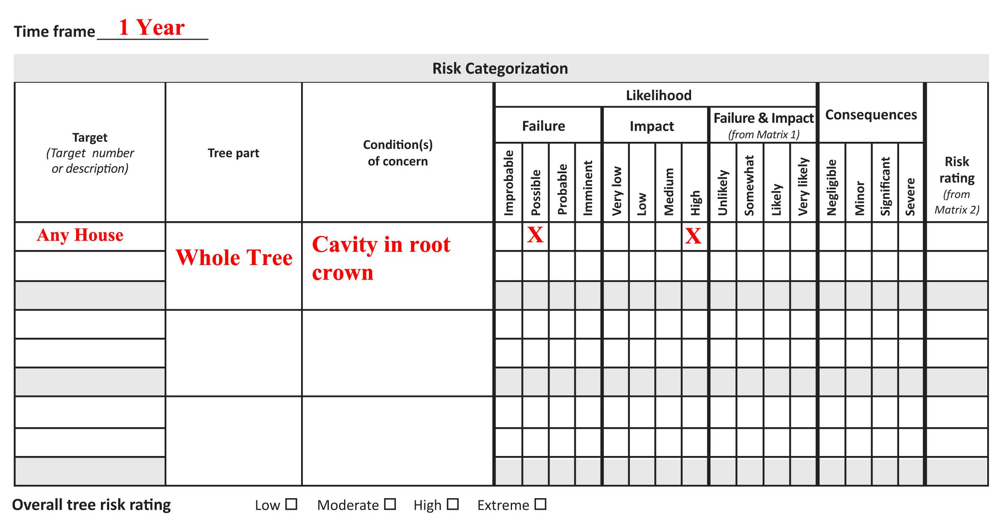 Time frame 1 Year
Risk Categorization
Likelihood
Failure & Impact
Consequences
Failure
Impact
(from Matrix 1)
Target
(Target number
or description)
Tree part
Condition(s)
of concern
Improbable
Possible
Probable
Imminent
Very low
Low
Medium
High
Unlikely
Somewhat
Likely
Very likely
Negligible
Minor
Significant
Severe
Risk
rating
(from
Matrix 2)
Any House
Whole Tree
Cavity in root
crown
X
X
Overall tree risk rating Low Moderate High Extreme